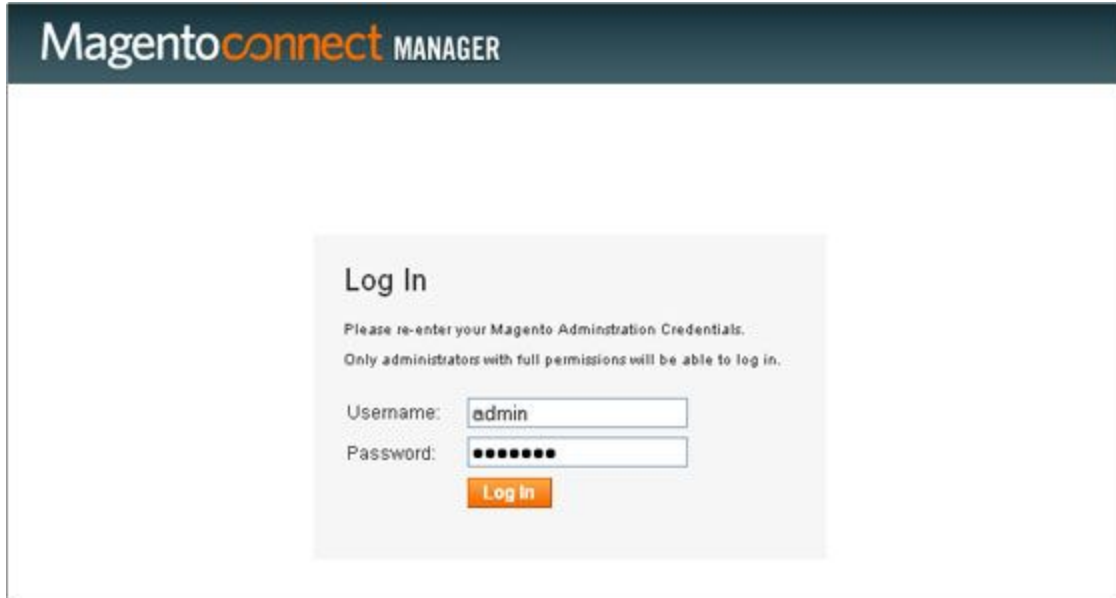 Magentoconnect MANAGER
Log In
Please re-enter your Magento Adminstration Credentials.
Only administrators with full permissions will be able to log in.
Username: admin
Password: •••••••
Log In